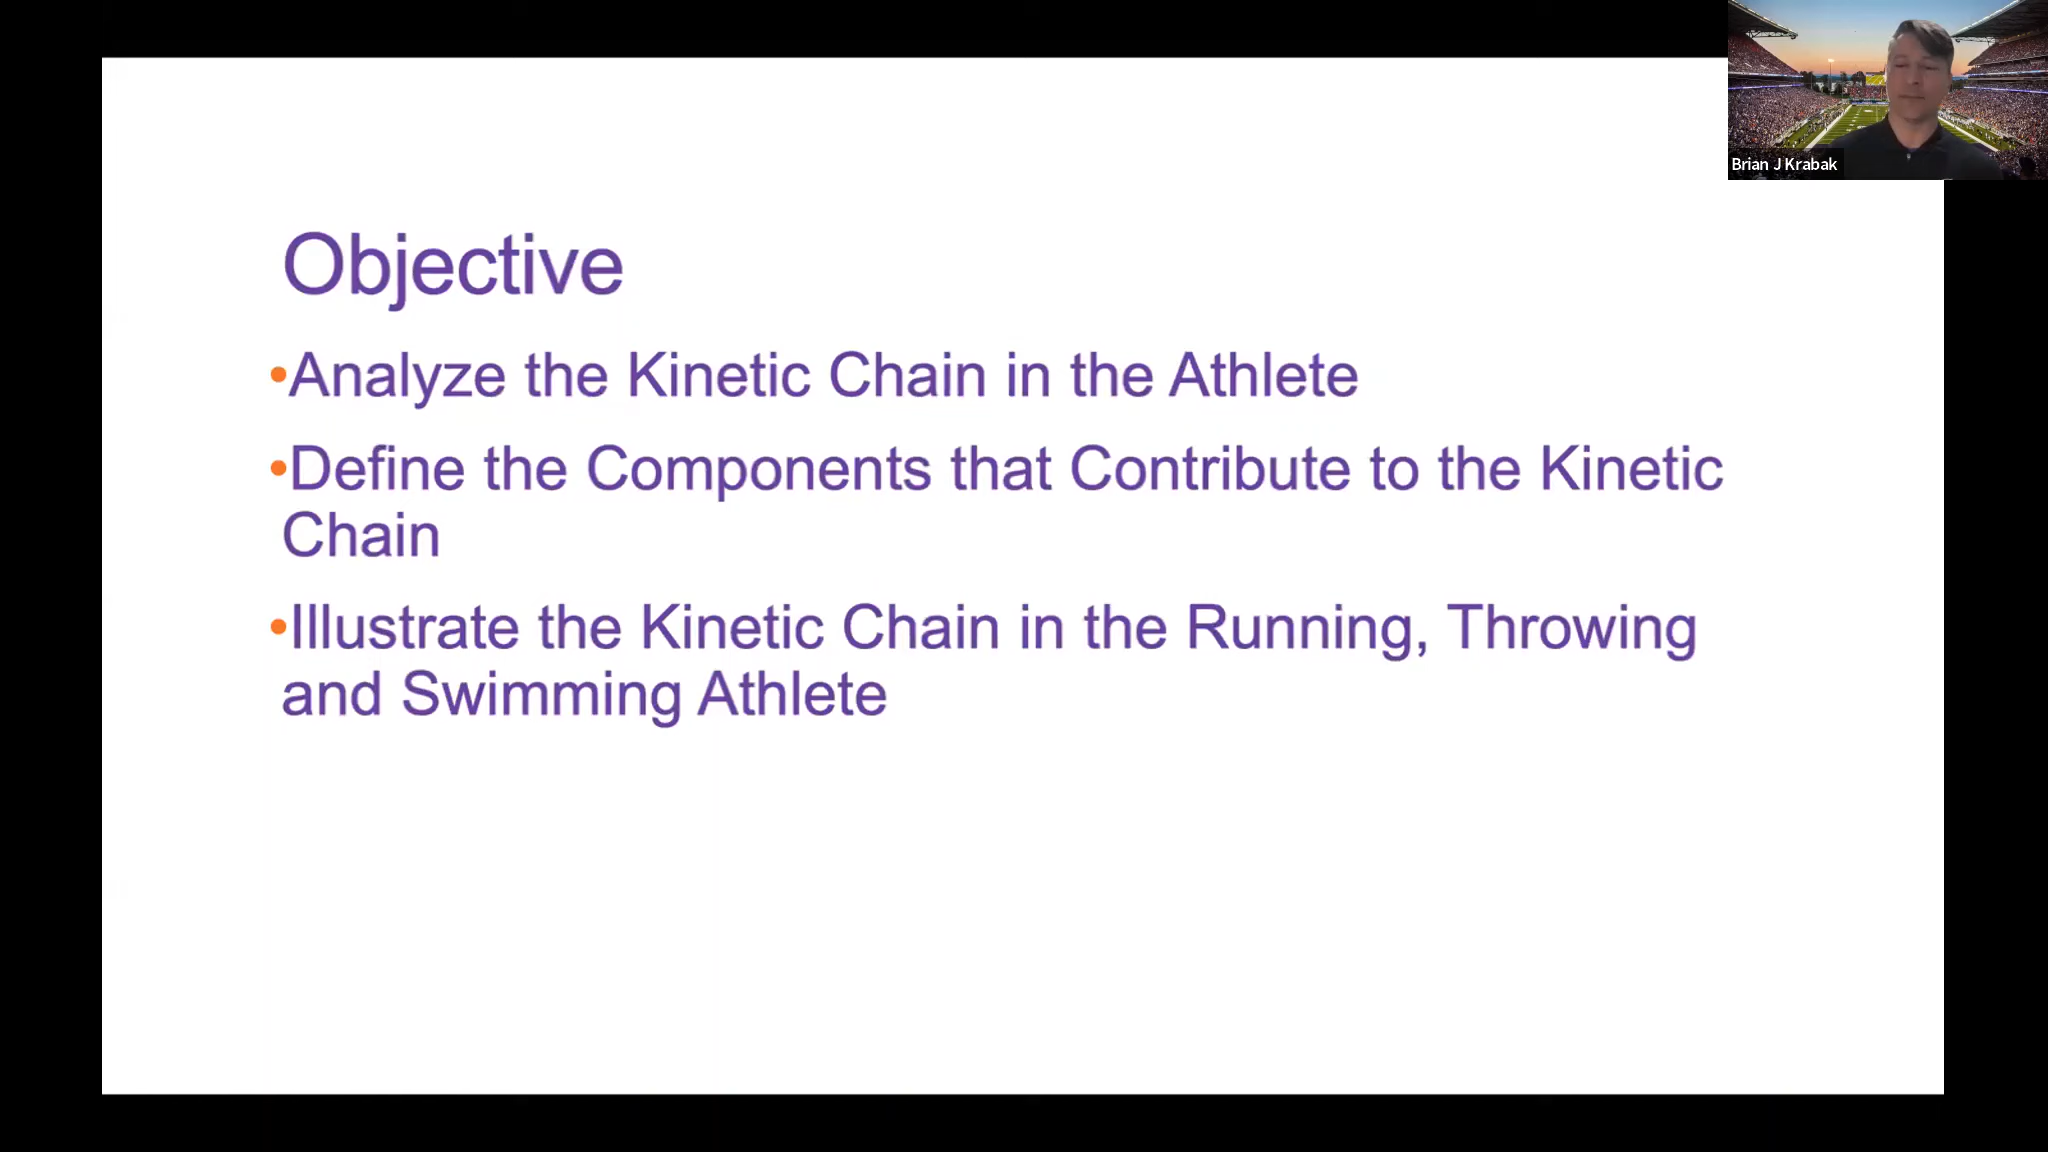 Brian J Krabak
Objective
•Analyze the Kinetic Chain in the Athlete
•Define the Components that Contribute to the Kinetic
Chain
•Illustrate the Kinetic Chain in the Running, Throwing
and Swimming Athlete